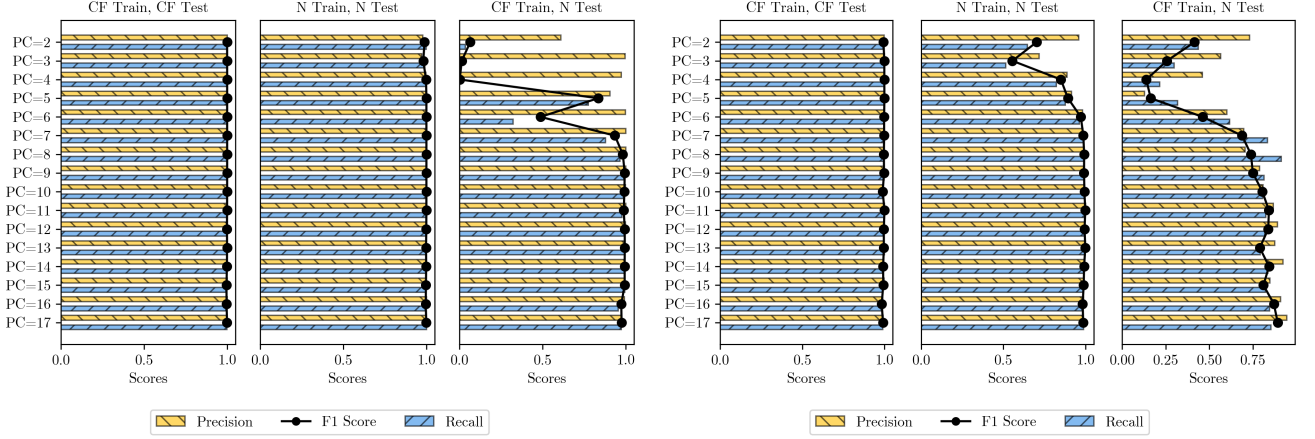 CF Train, CF Test
N Train, N Test
CF Train, N Test
PC=2
PC=3
PC=4
PC=5
PC=6
PC=7
PC=8
PC=9
PC=10
PC=11
PC=12
PC=13
PC=14
PC=15
PC=16
PC=17
0.0 0.5 1.0
0.0 0.5 1.0
0.0 0.5 1.0
Scores
Scores
Scores
Precision F1 Score Recall
CF Train, CF Test
N Train, N Test
CF Train, N Test
PC=2
PC=3
PC=4
PC=5
PC=6
PC=7
PC=8
PC=9
PC=10
PC=11
PC=12
PC=13
PC=14
PC=15
PC=16
PC=17
0.0 0.5 1.0
0.0 0.5 1.0
0.00 0.25 0.50 0.75
Scores
Scores
Scores
Precision F1 Score Recall